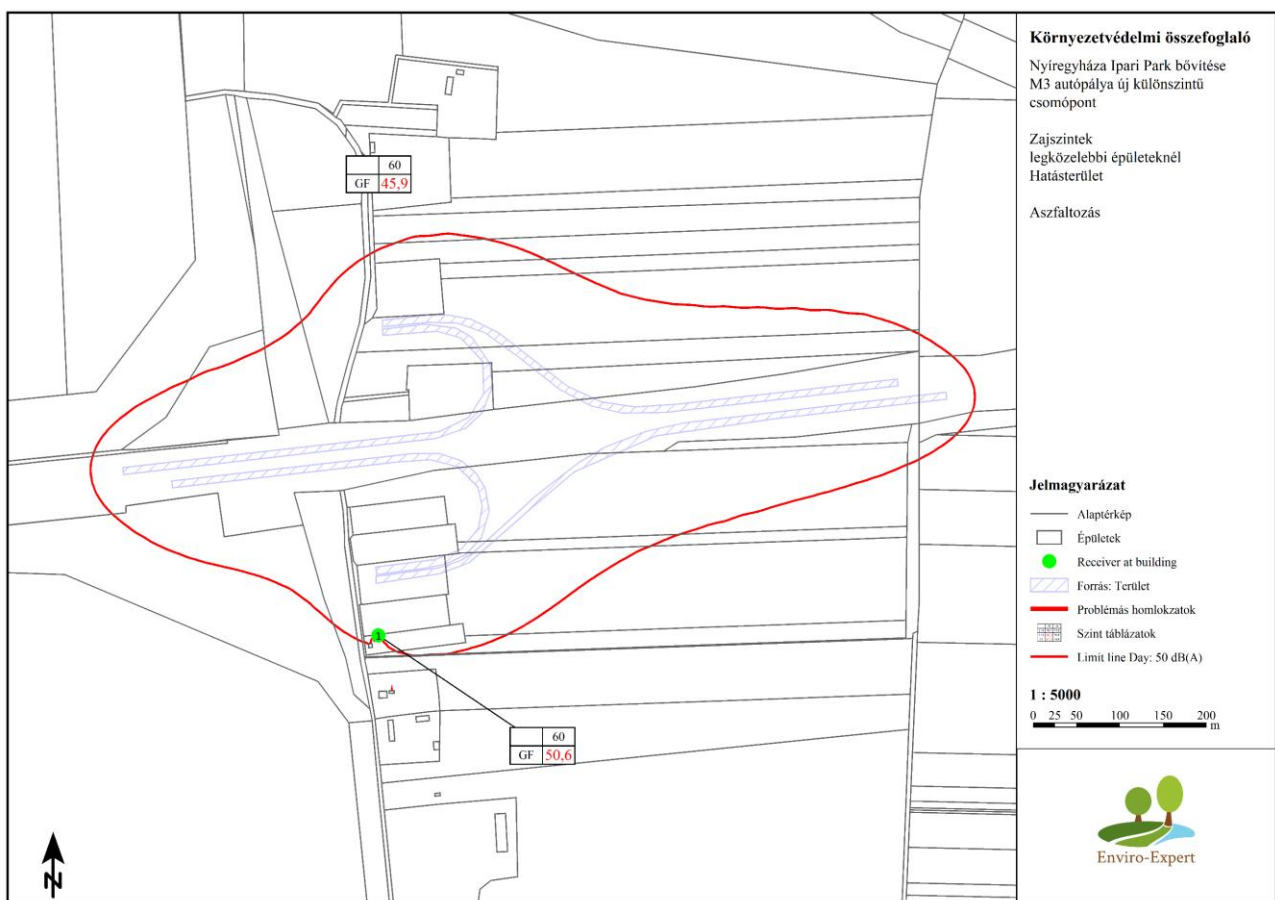 Környezetvédelmi összefoglaló
Nyíregyháza Ipari Park bővítése
M3 autópálya új különszintű
csomópont
Zajszintek
legközelebbi épületeknél
Hatásterület
Aszfaltozás
60
GF 45,9
1
60
GF 50,6
N
Jelmagyarázat
Alaptérkép
Épületek
Receiver at building
Forrás: Terület
Problémás homlokzatok
Szint táblázatok
Limit line Day: 50 dB(A)
1 : 5000
0 25 50 100 150 200
m
Enviro-Expert